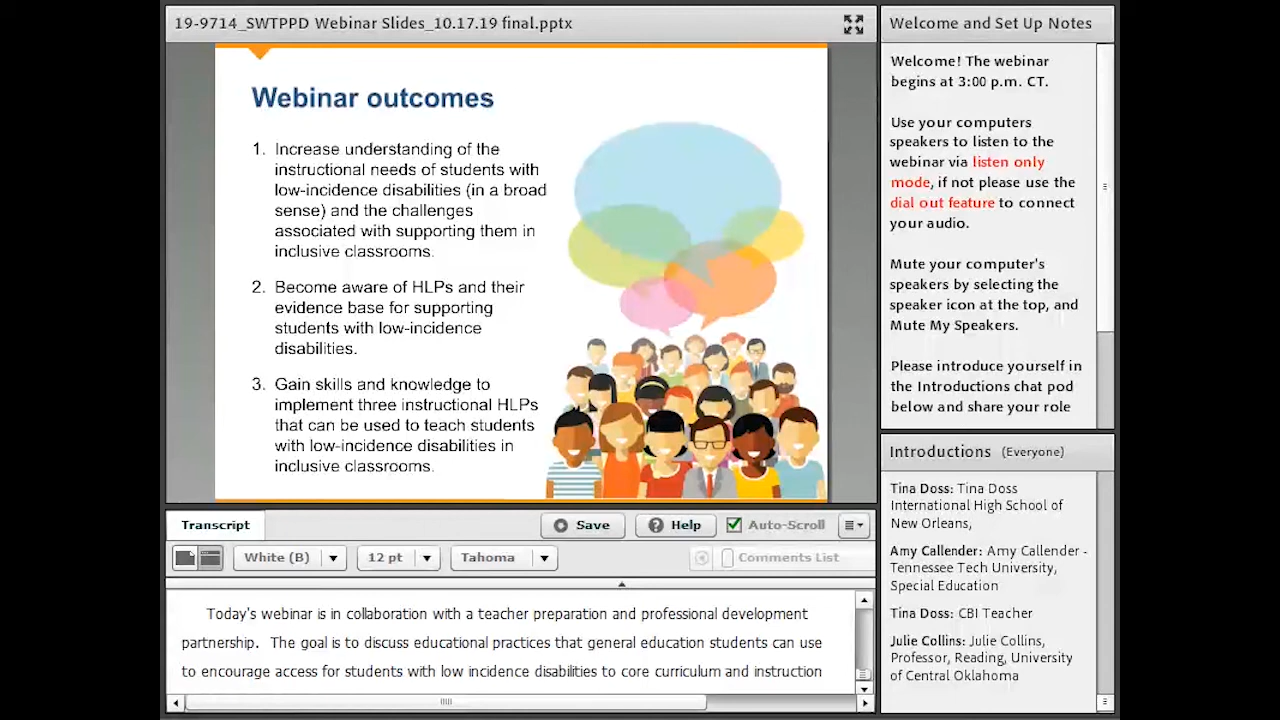 19-9714_SWTPPD Webinar Slides_10.17.19 final.pptx
Webinar outcomes
1. Increase understanding of the
instructional needs of students with
low-incidence disabilities (in a broad
sense) and the challenges
associated with supporting them in
inclusive classrooms.
2. Become aware of HLPs and their
evidence base for supporting
students with low-incidence
disabilities.
3. Gain skills and knowledge to
implement three instructional HLPs
that can be used to teach students
with low-incidence disabilities in
inclusive classrooms.
Transcript
Save
Help
Auto-Scroll
White (B)
12 pt
Tahoma
Comments List
Today's webinar is in collaboration with a teacher preparation and professional development
partnership. The goal is to discuss educational practices that general education students can use
to encourage access for students with low incidence disabilities to core curriculum and instruction
Welcome and Set Up Notes
Welcome! The webinar
begins at 3:00 p.m. CT.
Use your computers
speakers to listen to the
webinar via listen only
mode, if not please use the
dial out feature to connect
your audio.
Mute your computer's
speakers by selecting the
speaker icon at the top, and
Mute My Speakers.
Please introduce yourself in
the Introductions chat pod
below and share your role
Introductions (Everyone)
Tina Doss: Tina Doss
International High School of
New Orleans,
Amy Callender: Amy Callender -
Tennessee Tech University,
Special Education
Tina Doss: CBI Teacher
Julie Collins: Julie Collins,
Professor, Reading, University
of Central Oklahoma